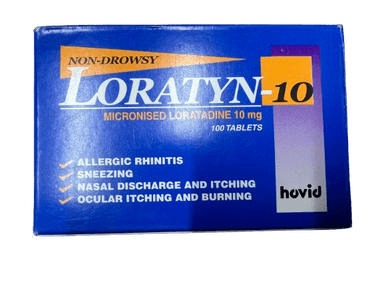 NON-DROWSY
LORATYN-10
MICRONISED LORATADINE 10 mg
100 TABLETS
ALLERGIC RHINITIS
SNEEZING
NASAL DISCHARGE AND ITCHING
OCULAR ITCHING AND BURNING
hovid